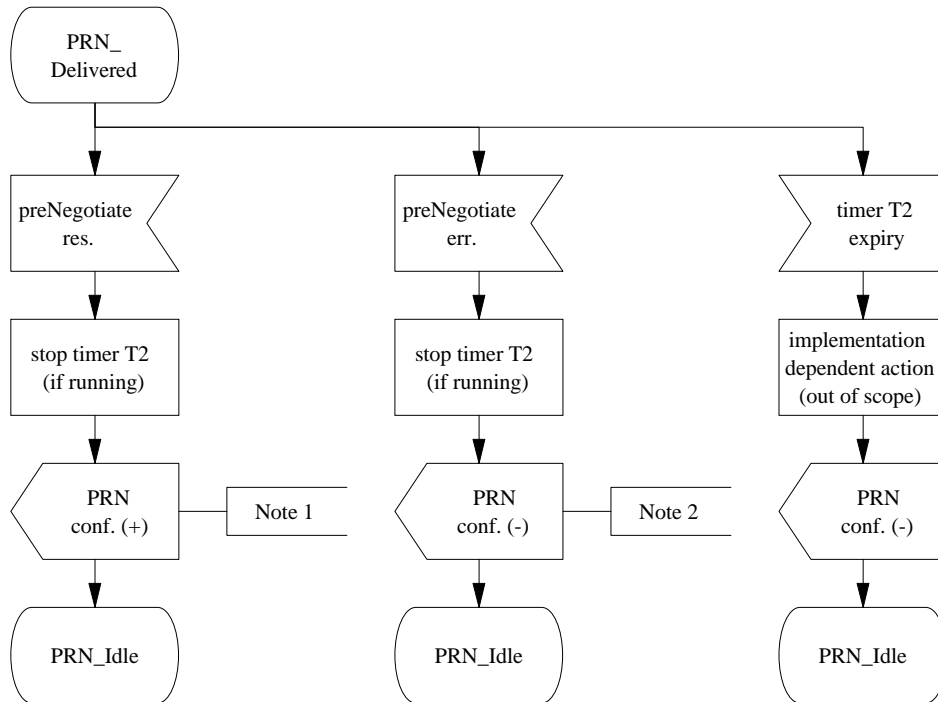 PRN_
Delivered
preNegotiate
res.
preNegotiate
err.
timer T2
expiry
stop timer T2
(if running)
stop timer T2
(if running)
implementation
dependent action
(out of scope)
PRN
conf. (+)
Note 1
PRN
conf. (-)
Note 2
PRN
conf. (-)
PRN_Idle
PRN_Idle
PRN_Idle